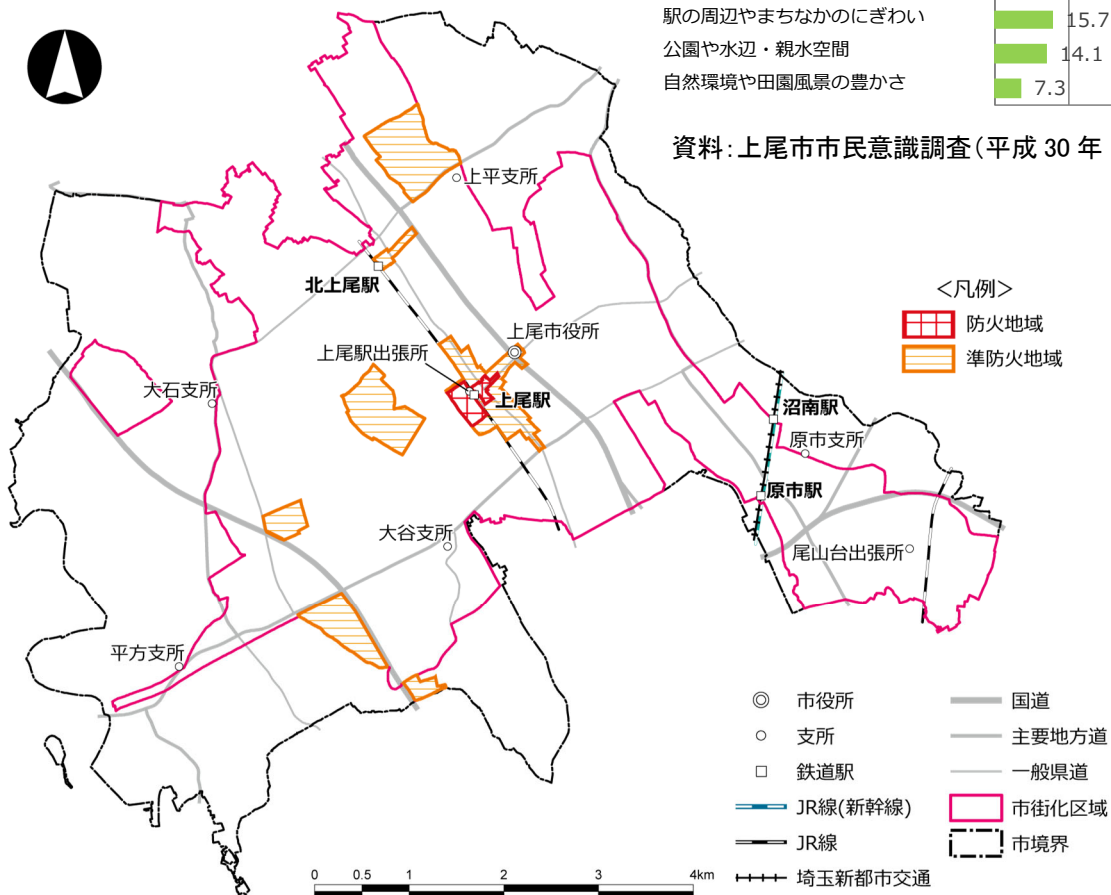 駅の周辺やまちなかのにぎわい 15.7
公園や水辺・親水空間 14.1
自然環境や田園風景の豊かさ 7.3
資料:上尾市市民意識調査(平成 30 年
上平支所
北上尾駅
<凡例>
防火地域
準防火地域
上尾市役所
上尾駅出張所
上尾駅
大石支所
沼南駅
原市支所
原市駅
大谷支所
尾山台出張所
平方支所
市役所
支所
鉄道駅
JR線(新幹線)
JR線
埼玉新都市交通
国道
主要地方道
一般県道
市街化区域
市境界
0 0.5 1 2 3 4km